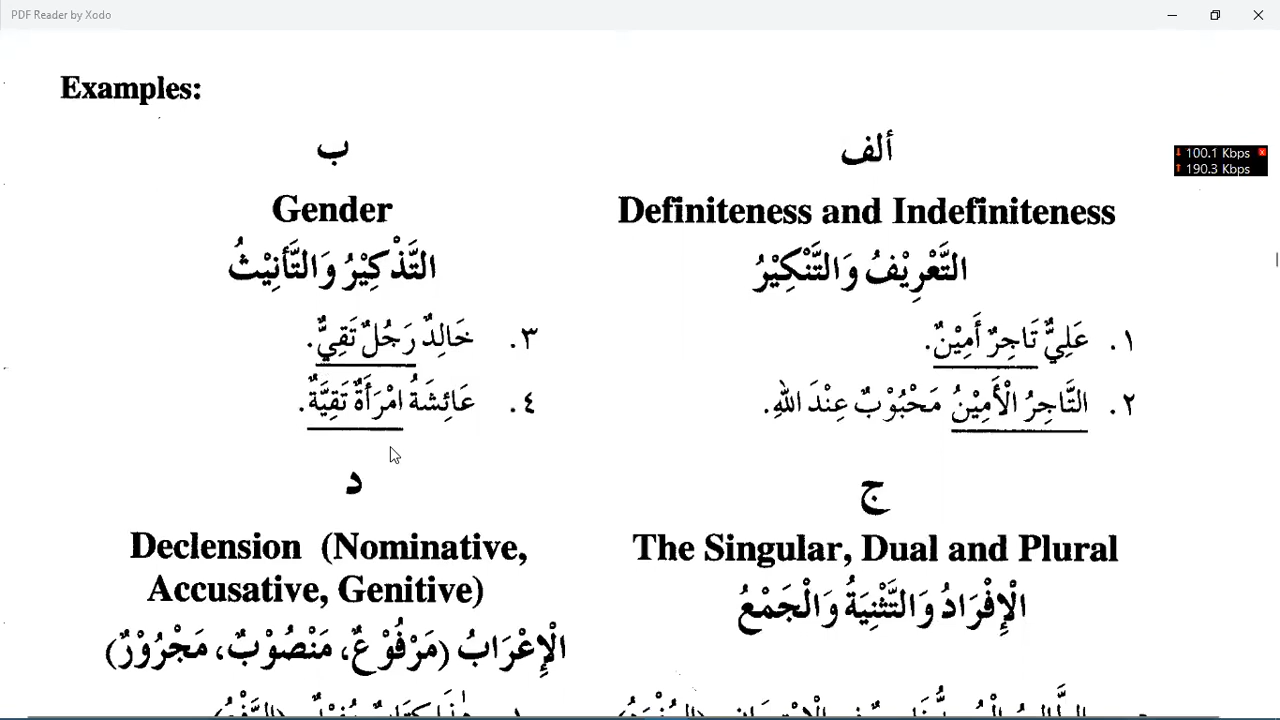 PDF Reader by Xodo
Examples:
100.1 Kbps
190.3 Kbps
ألف
Definiteness and Indefiniteness
التَّعْرِيْفُ وَالتَّنْكِيْرُ
١. عَلِيٌّ تَاجِرٌ أَمِيْنٌ.
٢. التَّاجِرُ الْأَمِيْنُ مَحْبُوْبٌ عِنْدَ اللهِ.
ب
Gender
التَّذْكِيْرُ وَالتَّأنِيْثُ
٣. خَالِدٌ رَجُلٌ تَقِيٌّ.
٤. عَائِشَةُ امْرَأَةٌ تَقِيَّةٌ.
ج
The Singular, Dual and Plural
الْإِفْرَادُ وَالتَّثْنِيَةُ وَالْجَمْعُ
د
Declension (Nominative,
Accusative, Genitive)
الْإِعْرَابُ (مَرْفُوْعٌ، مَنْصُوْبٌ، مَجْرُوْرٌ)